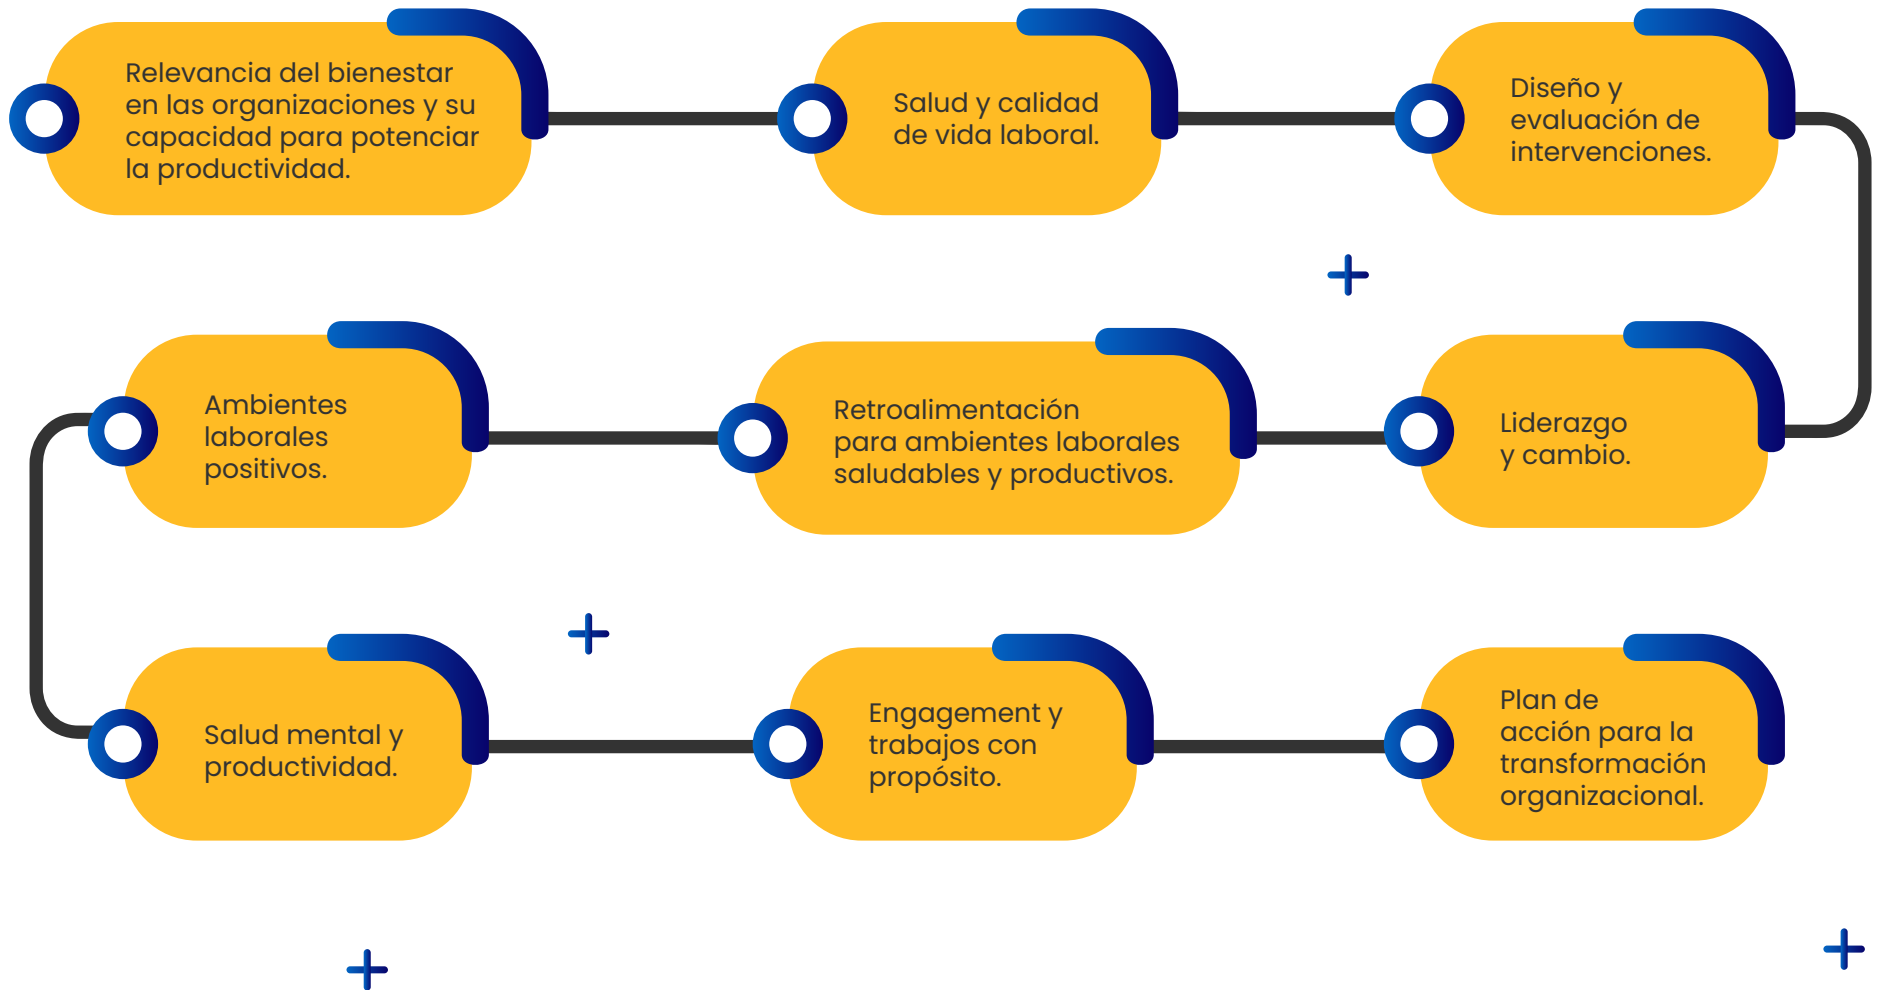 Relevancia del bienestar
en las organizaciones y su
capacidad para potenciar
la productividad.
Salud y calidad
de vida laboral.
Diseño y
evaluación de
intervenciones.
Liderazgo
y cambio.
Retroalimentación
para ambientes laborales
saludables y productivos.
Ambientes
laborales
positivos.
Salud mental y
productividad.
Engagement y
trabajos con
propósito.
Plan de
acción para la
transformación
organizacional.